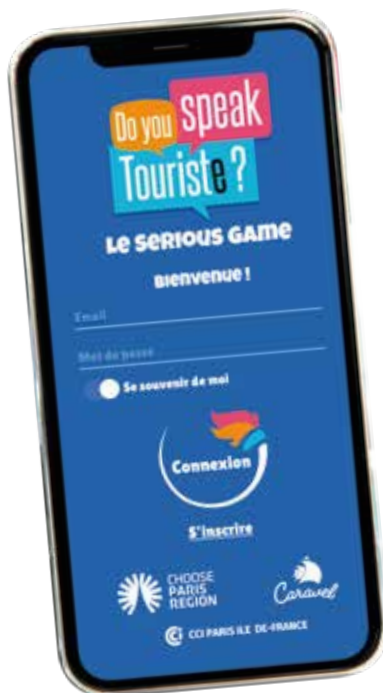 Do you speak
Touriste ?
Le serious game
Bienvenue !
Email
Mot de passe
Se souvenir de moi
Connexion
S'inscrire
CHOOSE
PARIS
REGION
Caravel
CCI PARIS ILE-DE-FRANCE